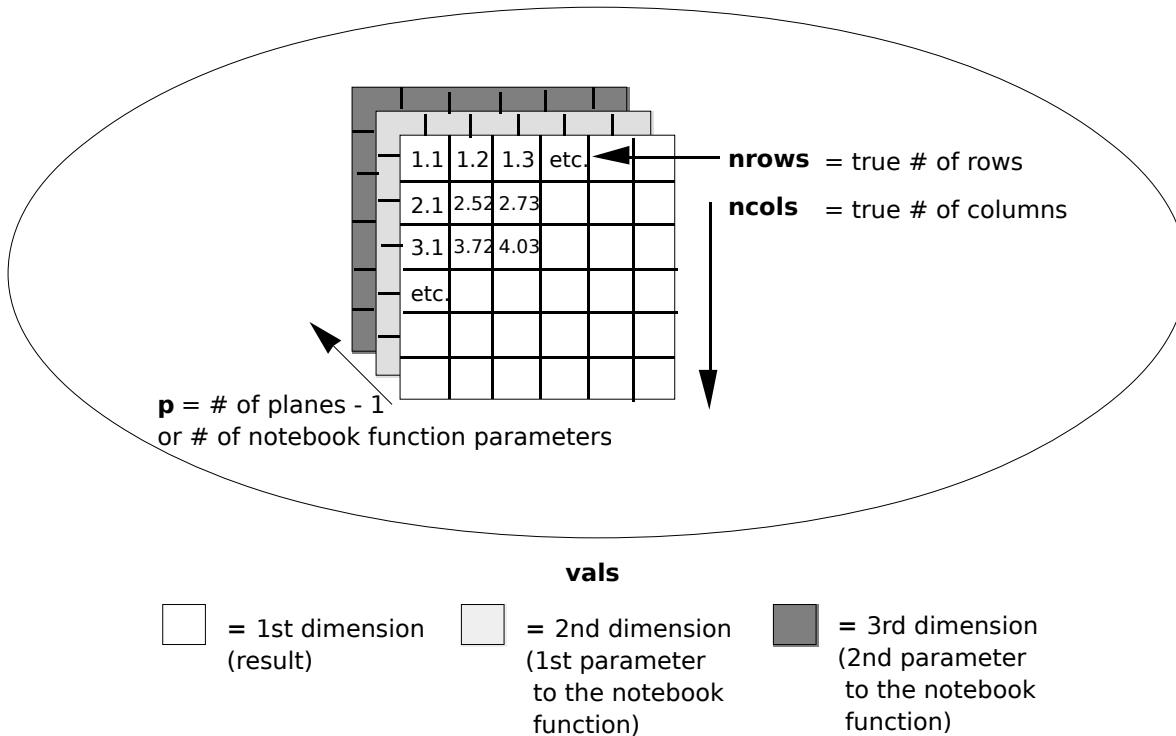 1.1 1.2 1.3 etc.
nrows = true # of rows
2.1 2.52 2.73
ncols = true # of columns
3.1 3.72 4.03
etc.
p = # of planes - 1
or # of notebook function parameters
vals
= 1st dimension
(result)
= 2nd dimension
(1st parameter
to the notebook
function)
= 3rd dimension
(2nd parameter
to the notebook
function)